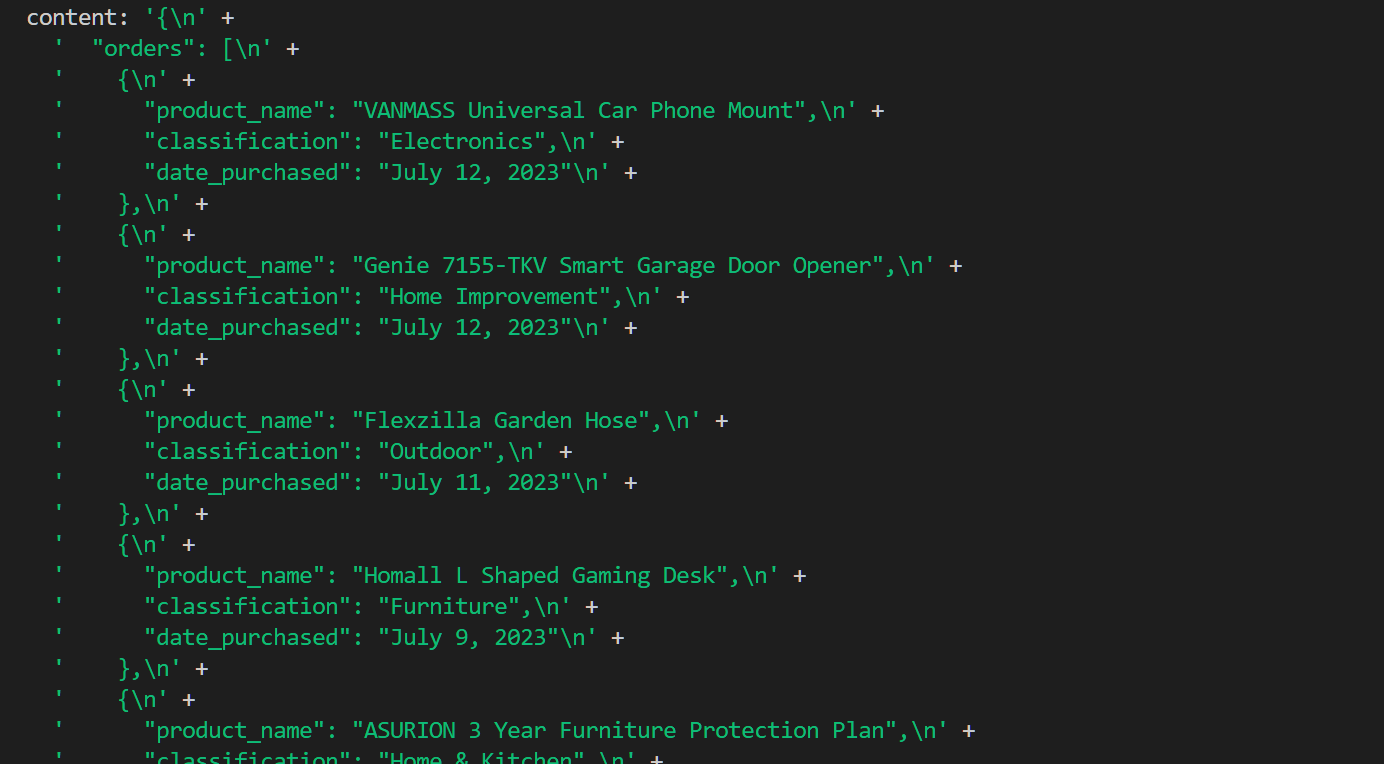 content: '{\n' +
'  "orders": [\n' +
'    {\n' +
'      "product_name": "VANMASS Universal Car Phone Mount",\n' +
'      "classification": "Electronics",\n' +
'      "date_purchased": "July 12, 2023"\n' +
'    },\n' +
'    {\n' +
'      "product_name": "Genie 7155-TKV Smart Garage Door Opener",\n' +
'      "classification": "Home Improvement",\n' +
'      "date_purchased": "July 12, 2023"\n' +
'    },\n' +
'    {\n' +
'      "product_name": "Flexzilla Garden Hose",\n' +
'      "classification": "Outdoor",\n' +
'      "date_purchased": "July 11, 2023"\n' +
'    },\n' +
'    {\n' +
'      "product_name": "Homall L Shaped Gaming Desk",\n' +
'      "classification": "Furniture",\n' +
'      "date_purchased": "July 9, 2023"\n' +
'    },\n' +
'    {\n' +
'      "product_name": "ASURION 3 Year Furniture Protection Plan",\n' +
'      "classification": "Home & Kitchen",\n' +